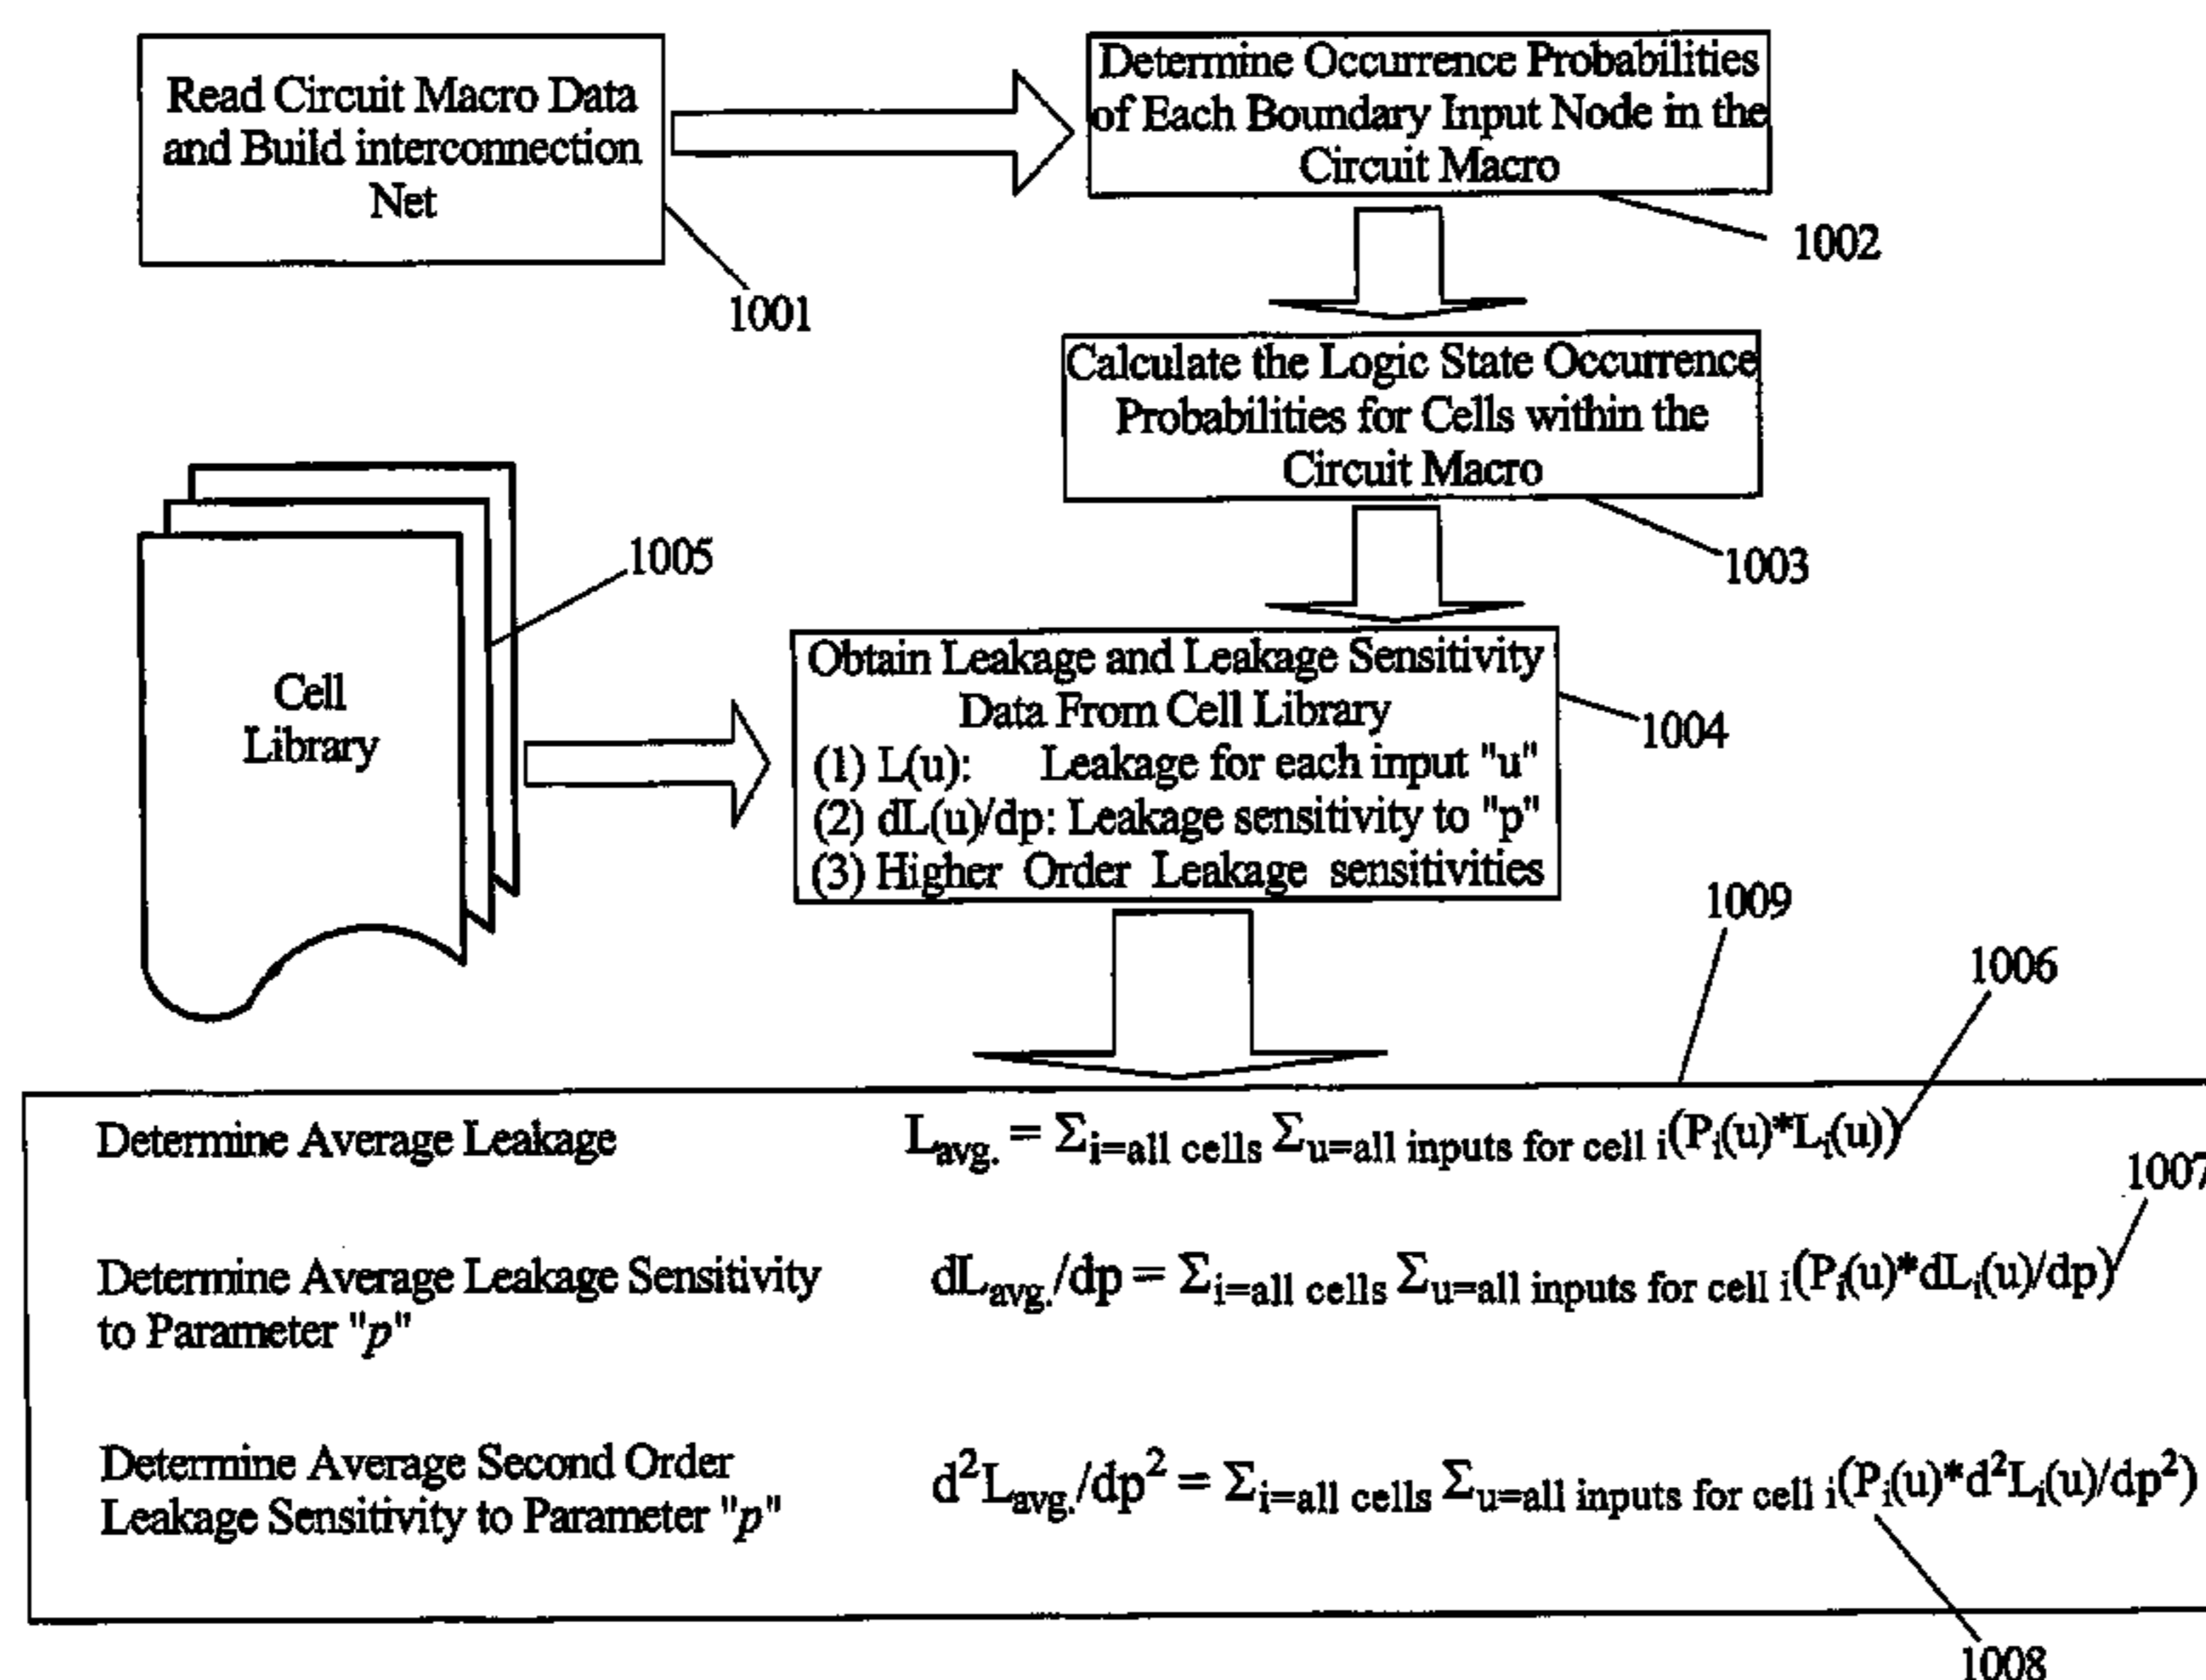 Read Circuit Macro Data
and Build interconnection
Net
1001
Determine Occurrence Probabilities
of Each Boundary Input Node in the
Circuit Macro
1002
Calculate the Logic State Occurrence
Probabilities for Cells within the
Circuit Macro
1003
Cell
Library
1005
Obtain Leakage and Leakage Sensitivity
Data From Cell Library
(1) L(u): Leakage for each input "u"
(2) dL(u)/dp: Leakage sensitivity to "p"
(3) Higher Order Leakage sensitivities
1004
1009
1006
Determine Average Leakage
L_avg. = Σ_i=all cells Σ_u=all inputs for cell i (P_i(u)*L_i(u))
1007
Determine Average Leakage Sensitivity
to Parameter "p"
dL_avg./dp = Σ_i=all cells Σ_u=all inputs for cell i (P_i(u)*dL_i(u)/dp)
Determine Average Second Order
Leakage Sensitivity to Parameter "p"
d²L_avg./dp² = Σ_i=all cells Σ_u=all inputs for cell i (P_i(u)*d²L_i(u)/dp²)
1008